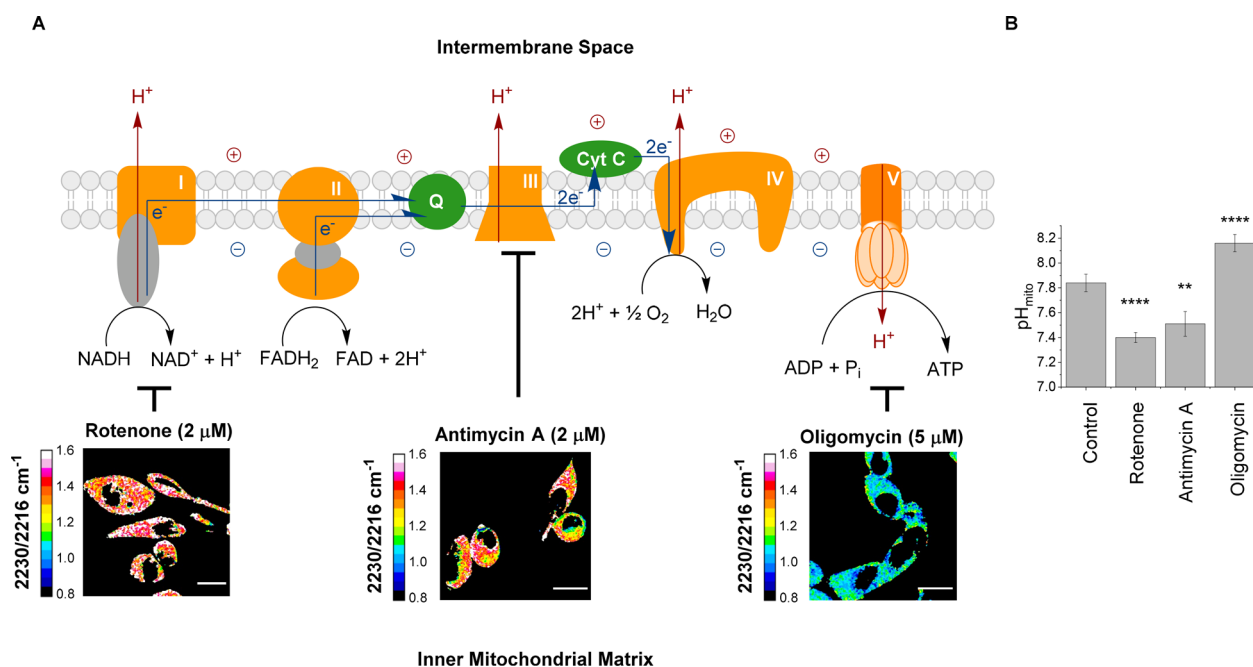 A
B
Intermembrane Space
H⁺
H⁺
H⁺
+
+
+
+
+
I
II
Q
III
Cyt C
IV
V
e⁻
e⁻
2e⁻
2e⁻
−
−
−
−
−
NADH
NAD⁺ + H⁺
FADH₂
FAD + 2H⁺
2H⁺ + ½ O₂
H₂O
H⁺
ADP + Pᵢ
ATP
Rotenone (2 μM)
Antimycin A (2 μM)
Oligomycin (5 μM)
2230/2216 cm⁻¹
1.6
1.4
1.2
1.0
0.8
2230/2216 cm⁻¹
1.6
1.4
1.2
1.0
0.8
2230/2216 cm⁻¹
1.6
1.4
1.2
1.0
0.8
Inner Mitochondrial Matrix
pHmito
8.2
8.0
7.8
7.6
7.4
7.2
7.0
****
**
****
Control
Rotenone
Antimycin A
Oligomycin